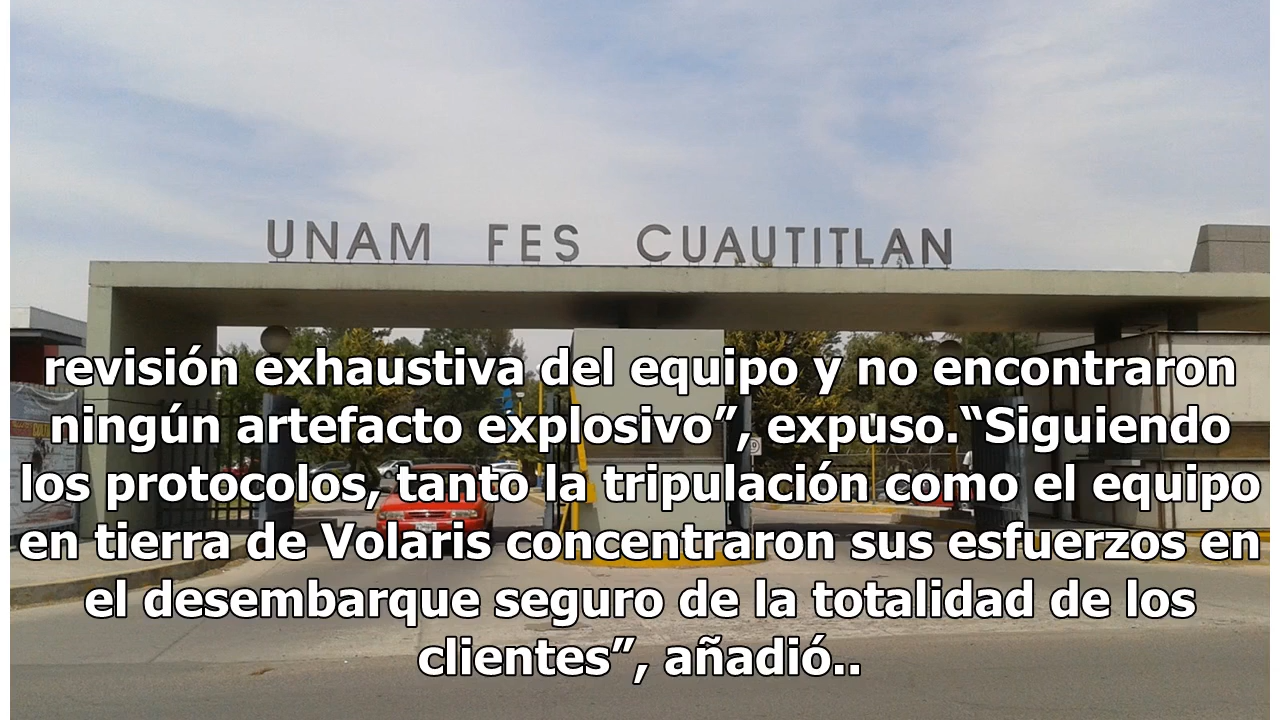 UNAM FES CUAUTITLAN
revisión exhaustiva del equipo y no encontraron
ningún artefacto explosivo”, expuso.“Siguiendo
los protocolos, tanto la tripulación como el equipo
en tierra de Volaris concentraron sus esfuerzos en
el desembarque seguro de la totalidad de los
clientes”, añadió..